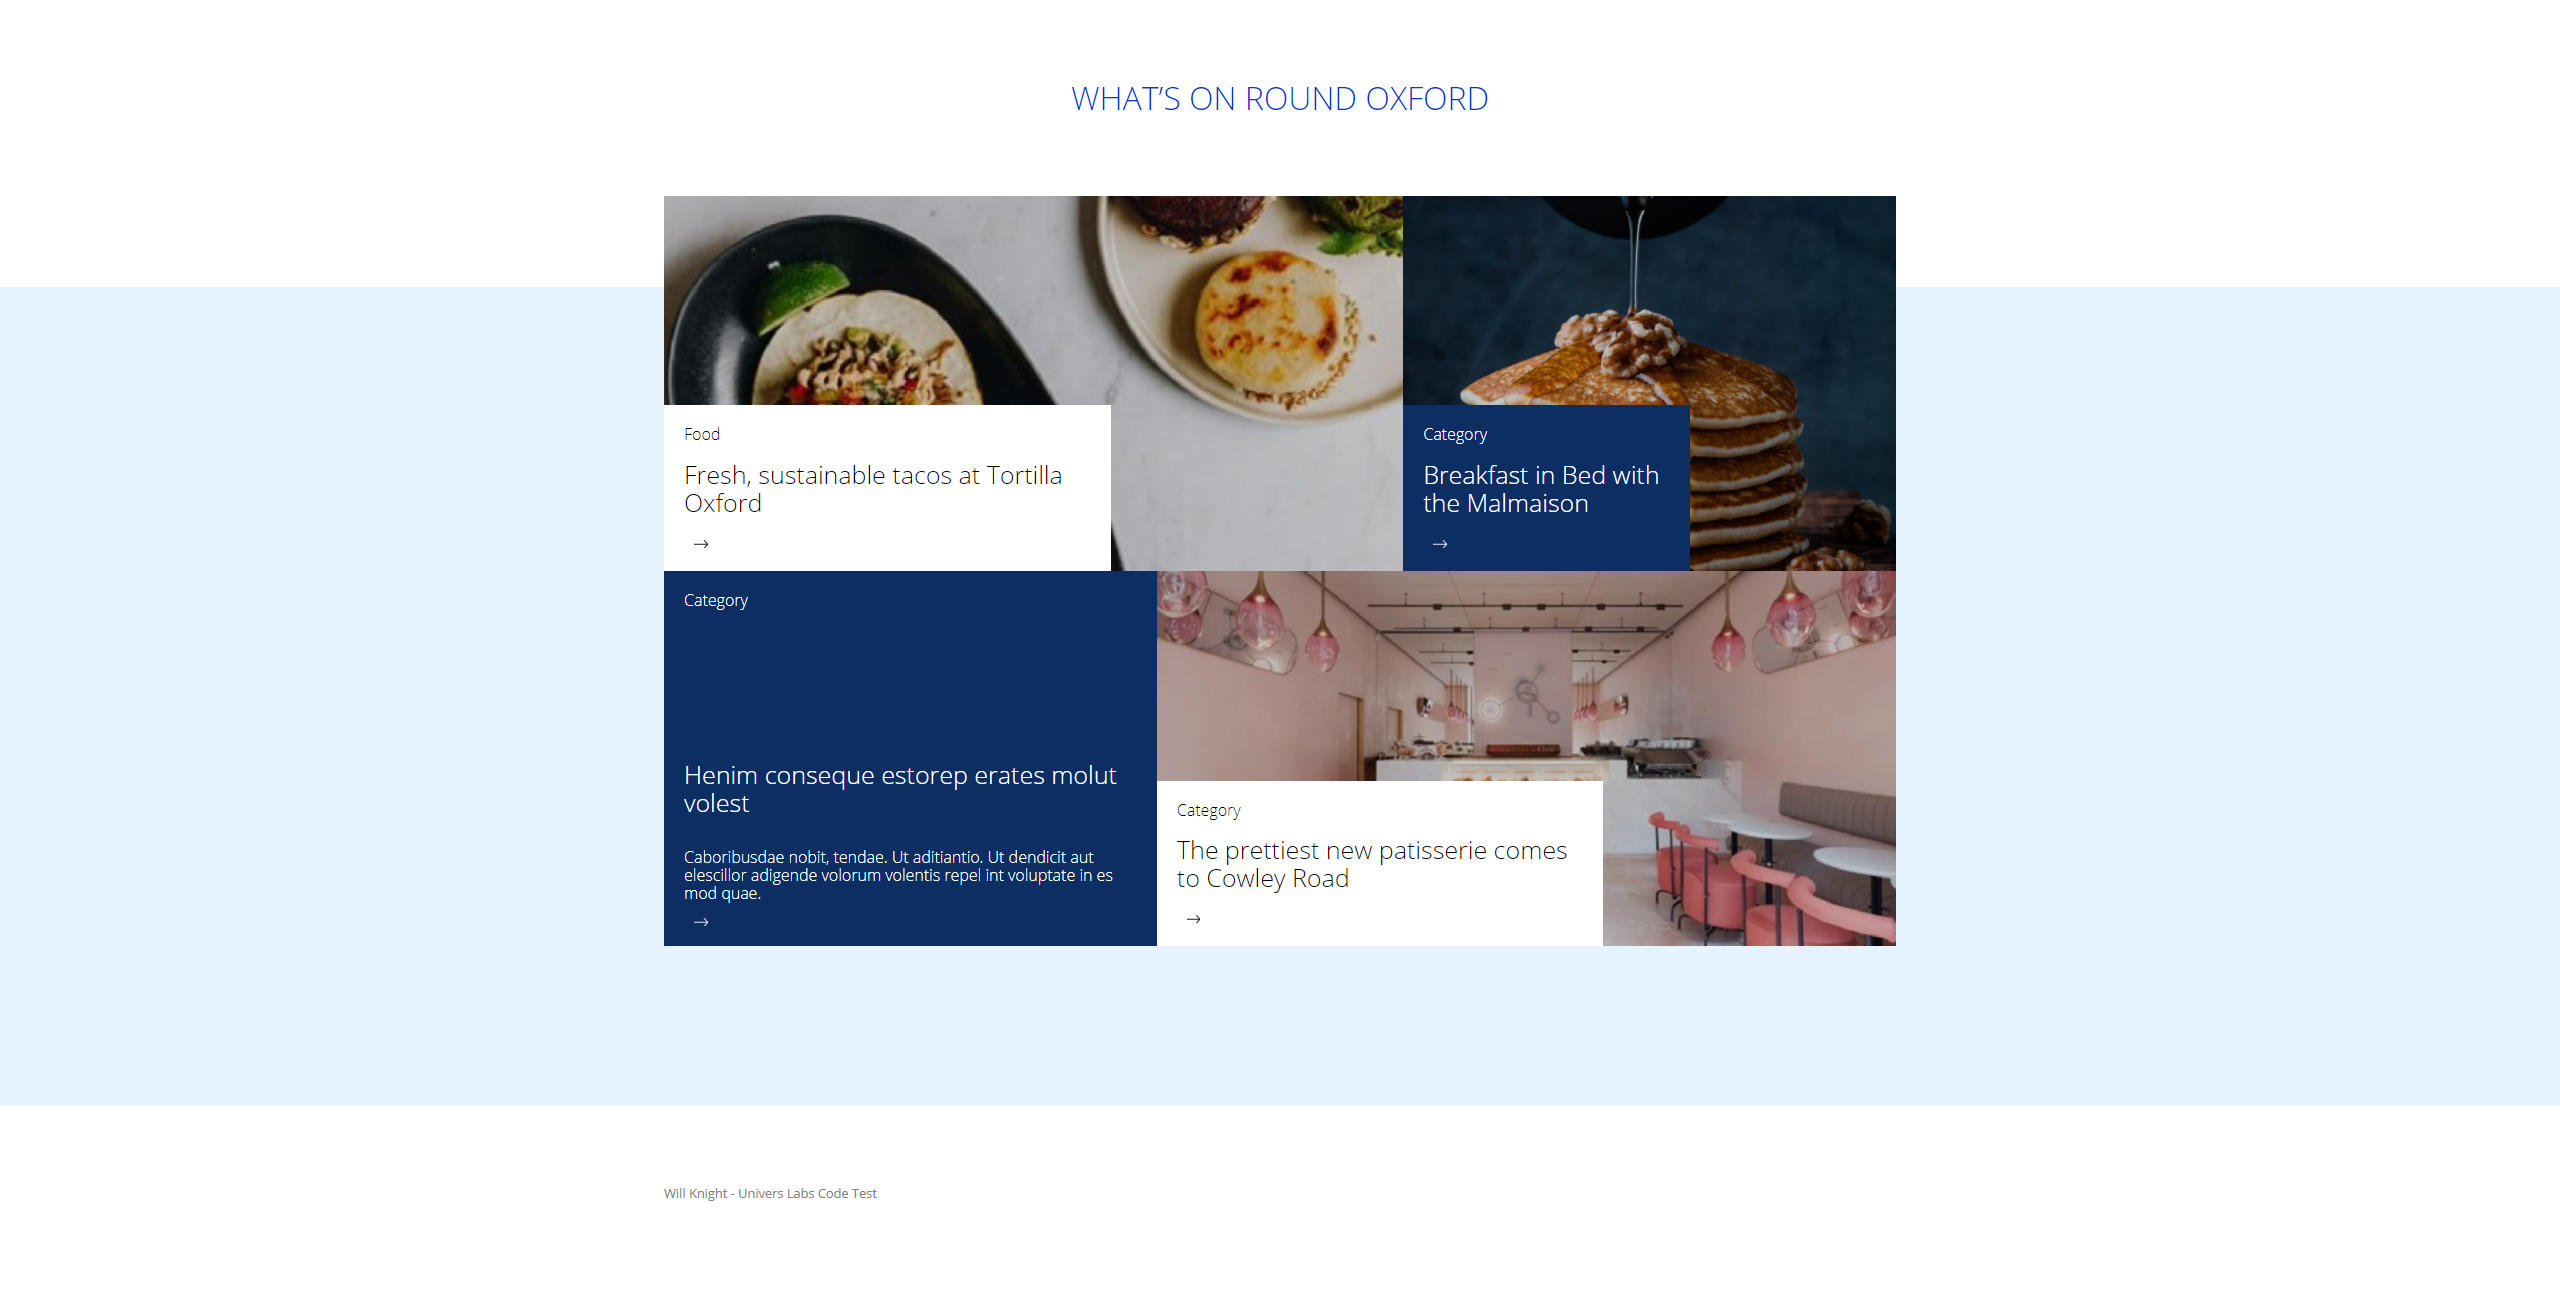 WHAT’S ON ROUND OXFORD
Food
Fresh, sustainable tacos at Tortilla
Oxford
→
Category
Breakfast in Bed with
the Malmaison
→
Category
Henim conseque estorep erates molut
volest
Caboribusdae nobit, tendae. Ut aditiantio. Ut dendicit aut
elescillor adigende volorum volentis repel int voluptate in es
mod quae.
→
Category
The prettiest new patisserie comes
to Cowley Road
→
Will Knight - Univers Labs Code Test